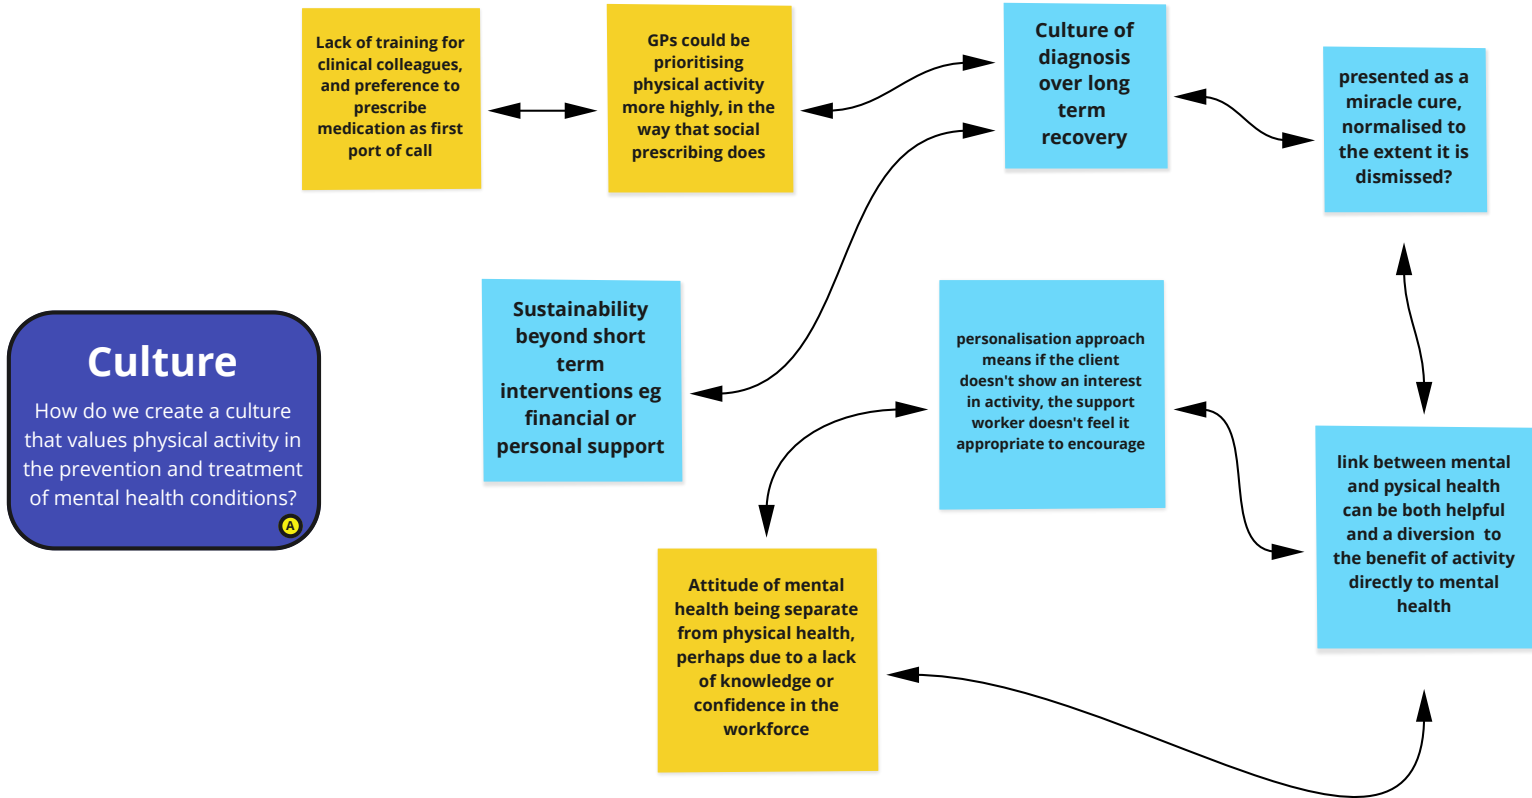 Lack of training for
clinical colleagues,
and preference to
prescribe
medication as first
port of call
GPs could be
prioritising
physical activity
more highly, in the
way that social
prescribing does
Culture of
diagnosis
over long
term
recovery
presented as a
miracle cure,
normalised to
the extent it is
dismissed?
Culture
How do we create a culture
that values physical activity in
the prevention and treatment
of mental health conditions?
A
Sustainability
beyond short
term
interventions eg
financial or
personal support
personalisation approach
means if the client
doesn't show an interest
in activity, the support
worker doesn't feel it
appropriate to encourage
link between mental
and pysical health
can be both helpful
and a diversion to
the benefit of activity
directly to mental
health
Attitude of mental
health being separate
from physical health,
perhaps due to a lack
of knowledge or
confidence in the
workforce